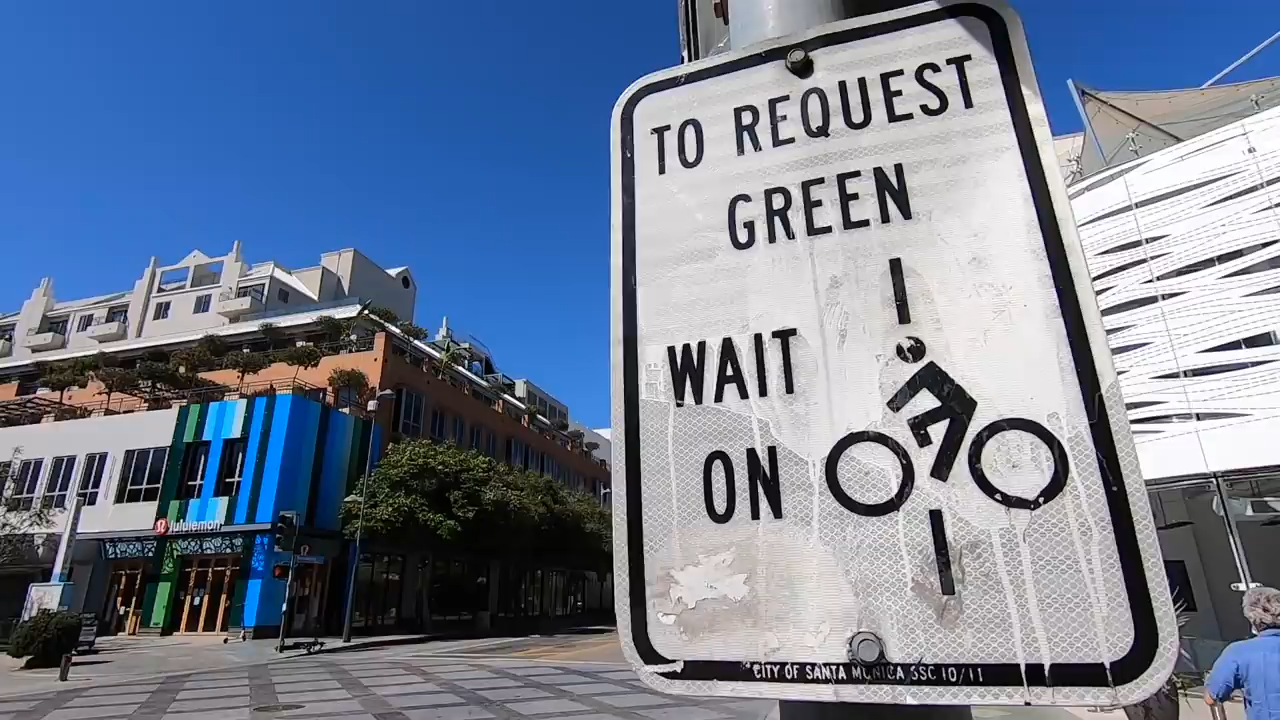 TO REQUEST
GREEN
WAIT
ON
CITY OF SANTA MONICA SSC 10/11
lululemon